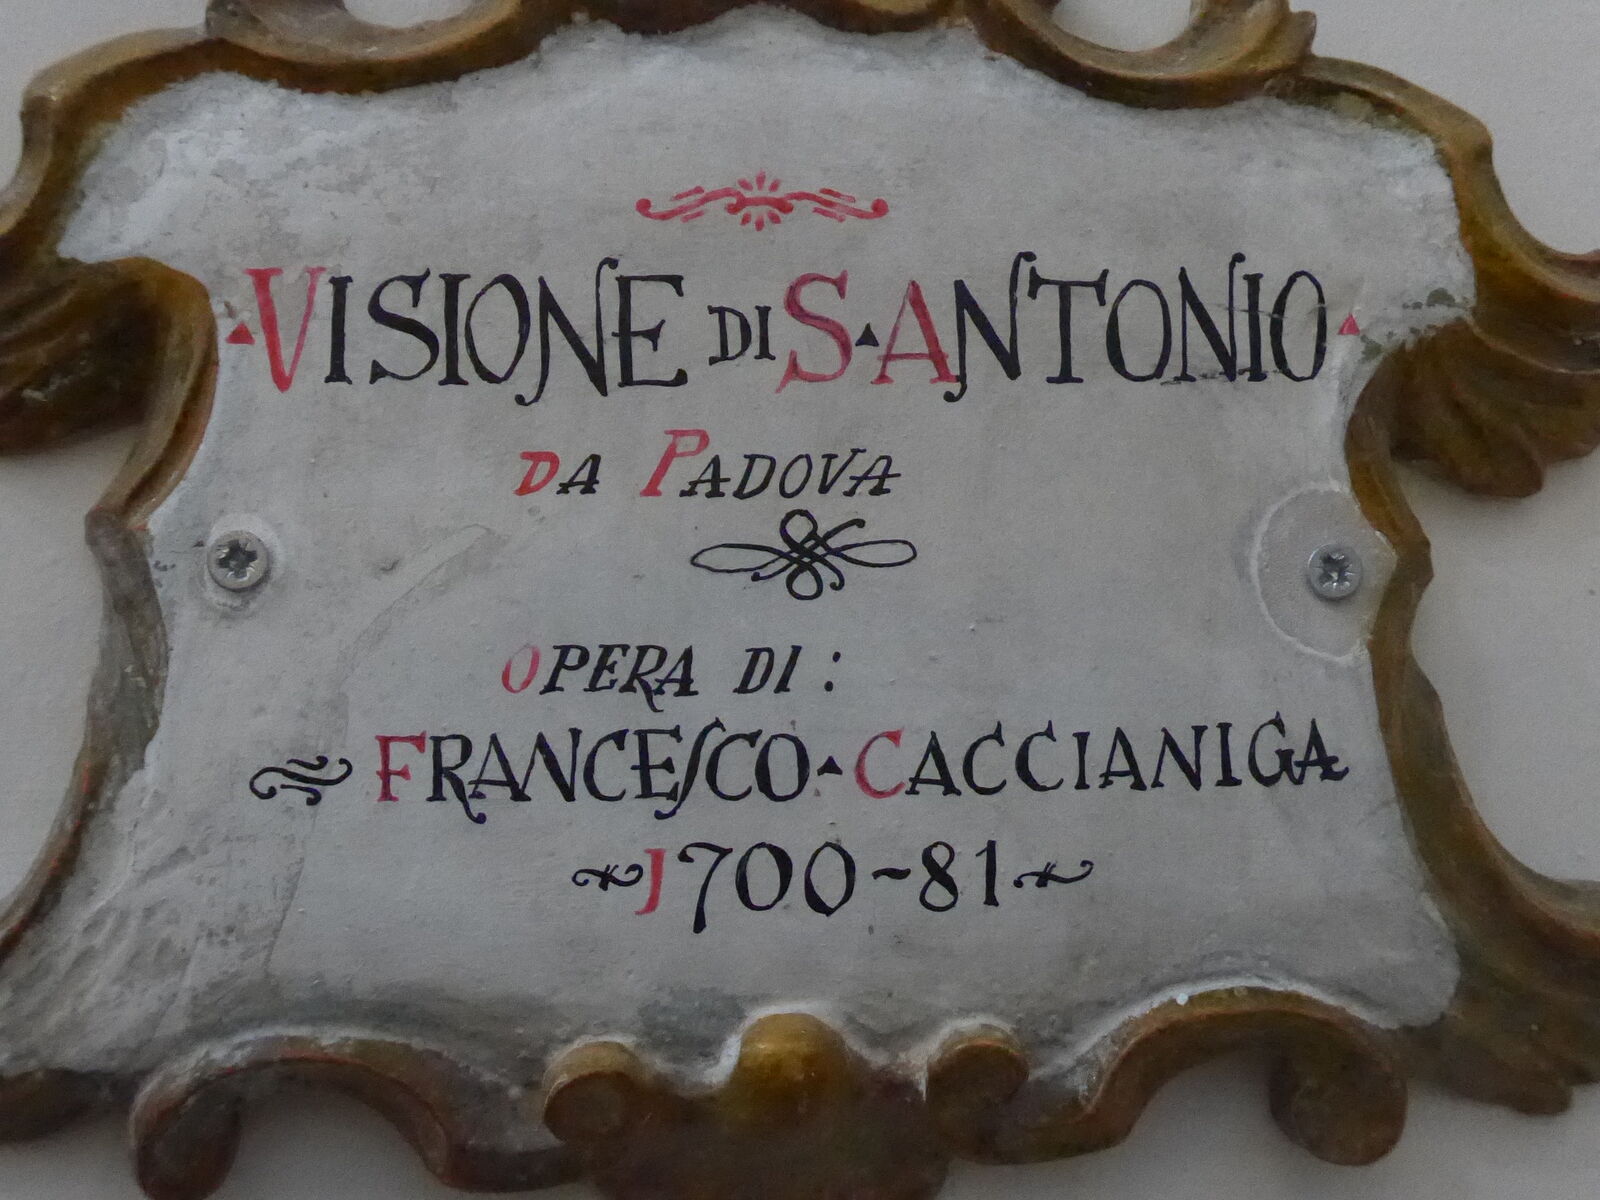 VISIONE DI S. ANTONIO
DA PADOVA
OPERA DI:
FRANCESCO CACCIANIGA
1700-81